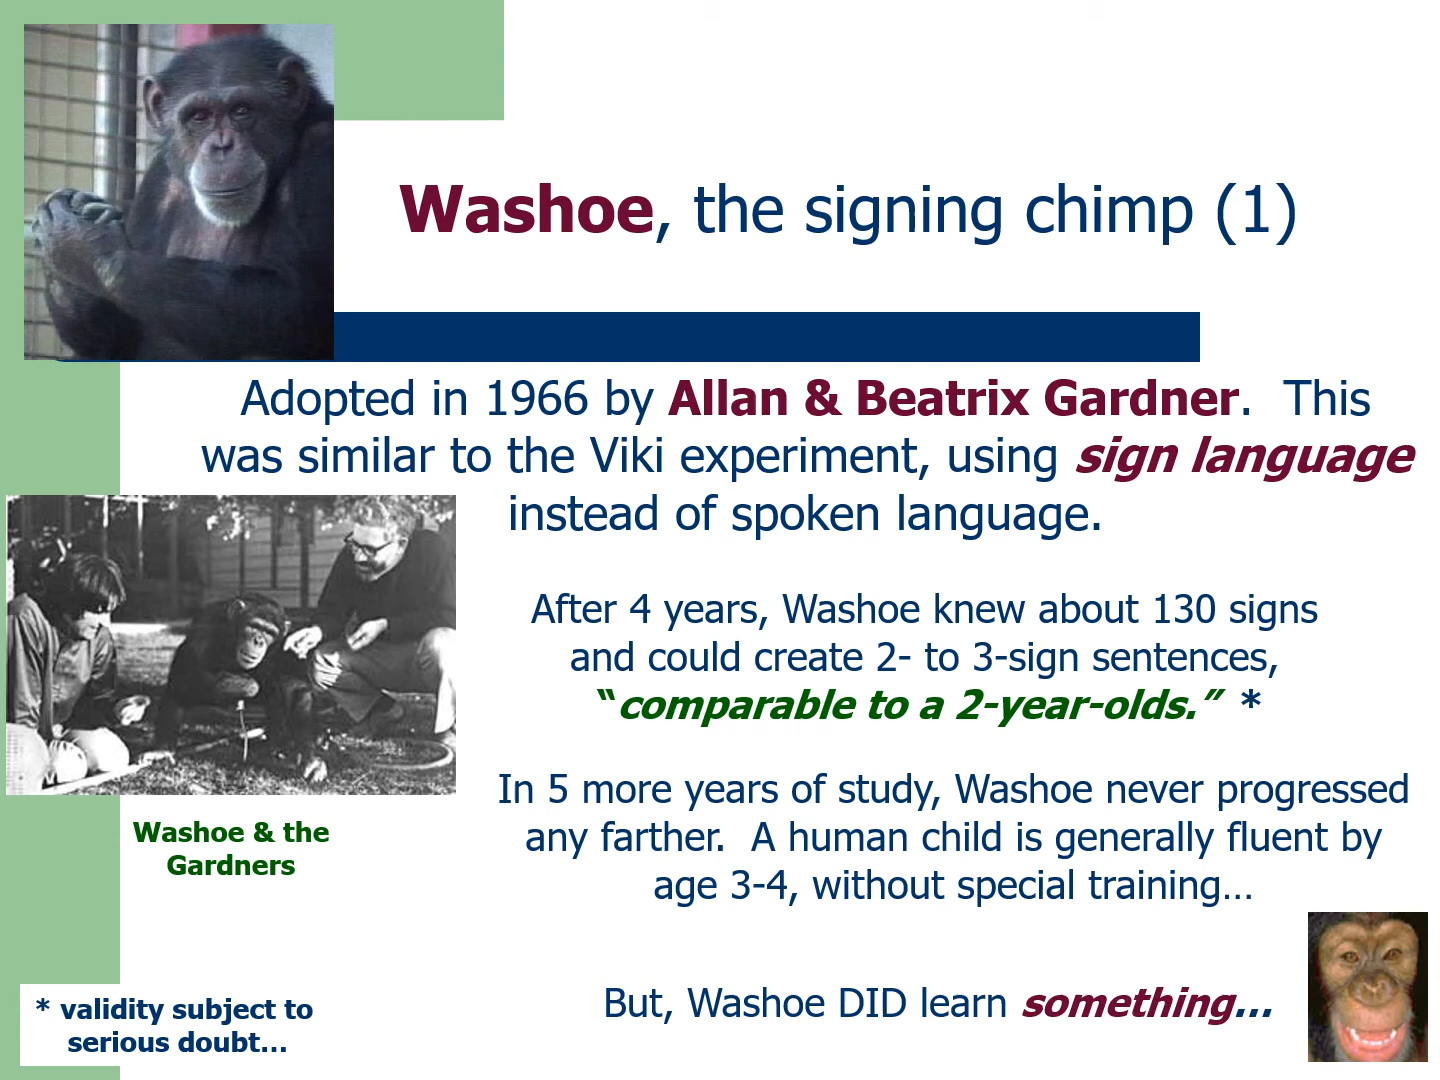 Washoe, the signing chimp (1)
Adopted in 1966 by Allan & Beatrix Gardner.  This
was similar to the Viki experiment, using sign language
instead of spoken language.
After 4 years, Washoe knew about 130 signs
and could create 2- to 3-sign sentences,
“comparable to a 2-year-olds.” *
In 5 more years of study, Washoe never progressed
any farther.  A human child is generally fluent by
age 3-4, without special training…
Washoe & the
Gardners
But, Washoe DID learn something…
* validity subject to
serious doubt…